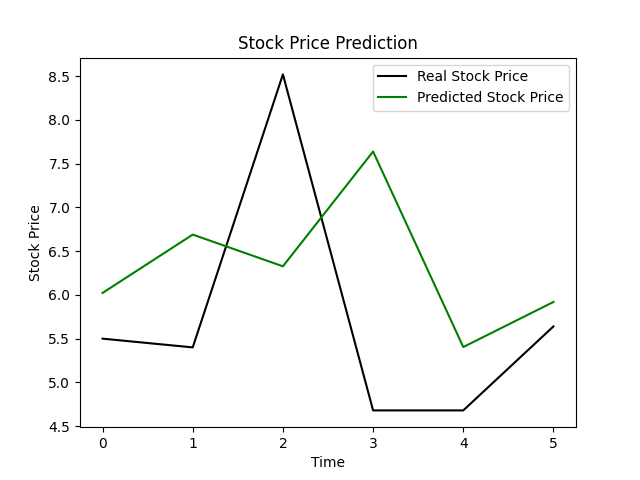 Stock Price Prediction
Real Stock Price
Predicted Stock Price
Stock Price
8.5
8.0
7.5
7.0
6.5
6.0
5.5
5.0
4.5
0 1 2 3 4 5
Time